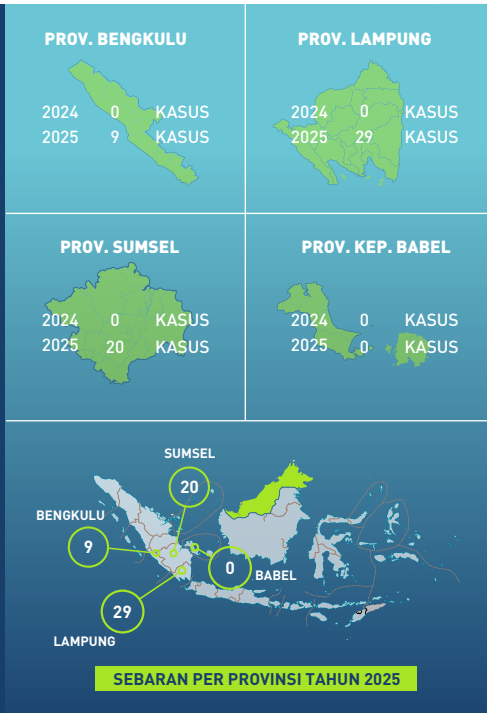 PROV. BENGKULU
2024 0 KASUS
2025 9 KASUS
PROV. LAMPUNG
2024 0 KASUS
2025 29 KASUS
PROV. SUMSEL
2024 0 KASUS
2025 20 KASUS
PROV. KEP. BABEL
2024 0 KASUS
2025 0 KASUS
SUMSEL
20
BENGKULU
9
0
BABEL
29
LAMPUNG
SEBARAN PER PROVINSI TAHUN 2025